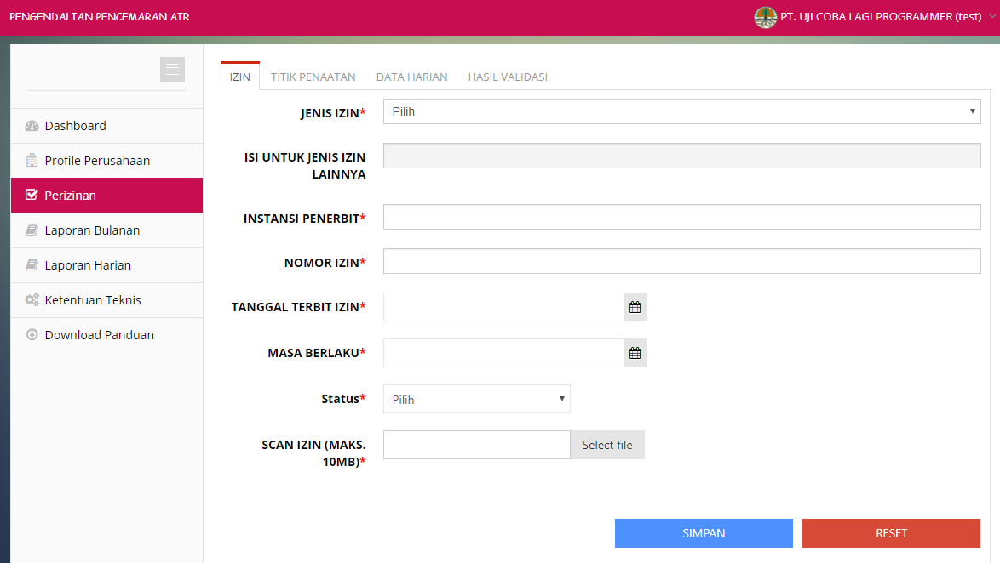 PENGENDALIAN PENCEMARAN AIR
PT. UJI COBA LAGI PROGRAMMER (test)
Dashboard
Profile Perusahaan
Perizinan
Laporan Bulanan
Laporan Harian
Ketentuan Teknis
Download Panduan
IZIN TITIK PENAATAN DATA HARIAN HASIL VALIDASI
JENIS IZIN* Pilih
ISI UNTUK JENIS IZIN
LAINNYA
INSTANSI PENERBIT*
NOMOR IZIN*
TANGGAL TERBIT IZIN*
MASA BERLAKU*
Status* Pilih
SCAN IZIN (MAKS. Select file
10MB)*
SIMPAN RESET